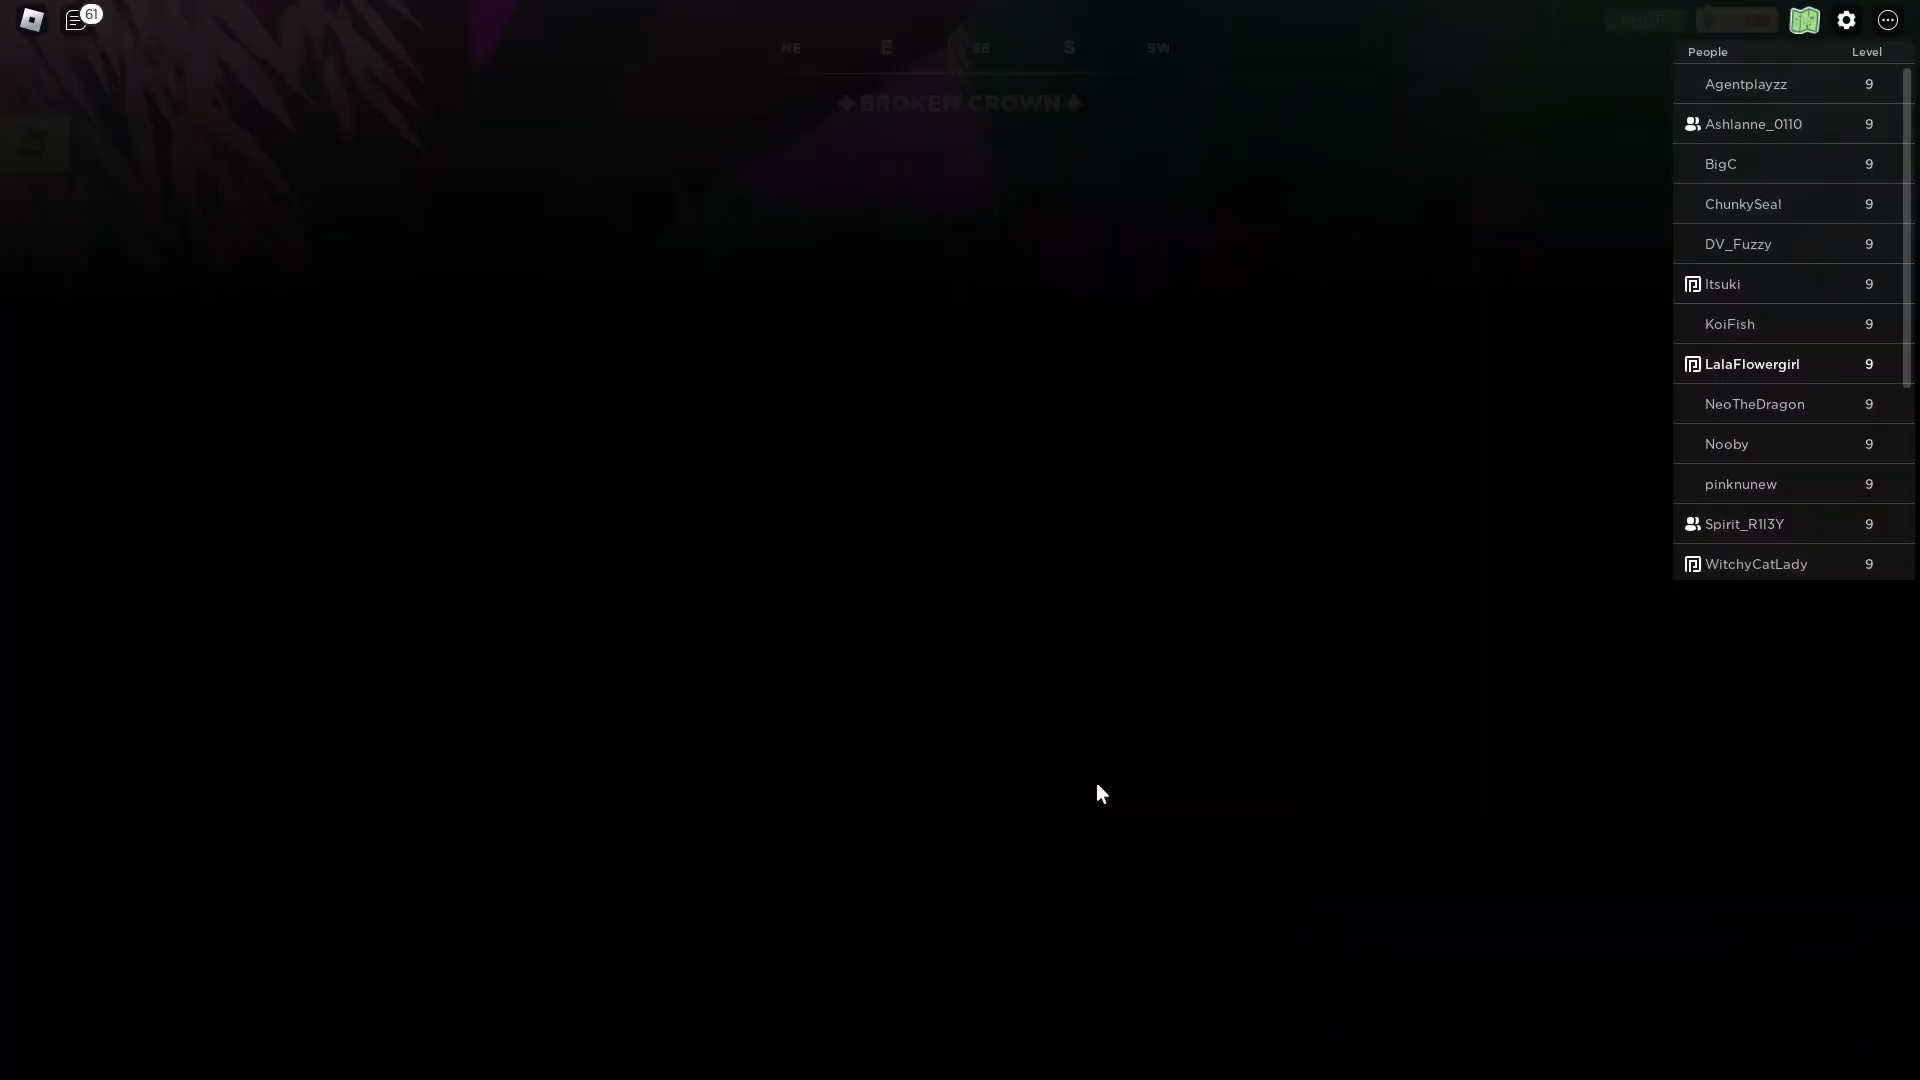 61
SHOP
NE E SE S SW
BROKEN CROWN
People Level
Agentplayzz 9
Ashlanne_0110 9
BigC 9
ChunkySeal 9
DV_Fuzzy 9
Itsuki 9
KoiFish 9
LalaFlowergirl 9
NeoTheDragon 9
Nooby 9
pinknunew 9
Spirit_R1l3Y 9
WitchyCatLady 9